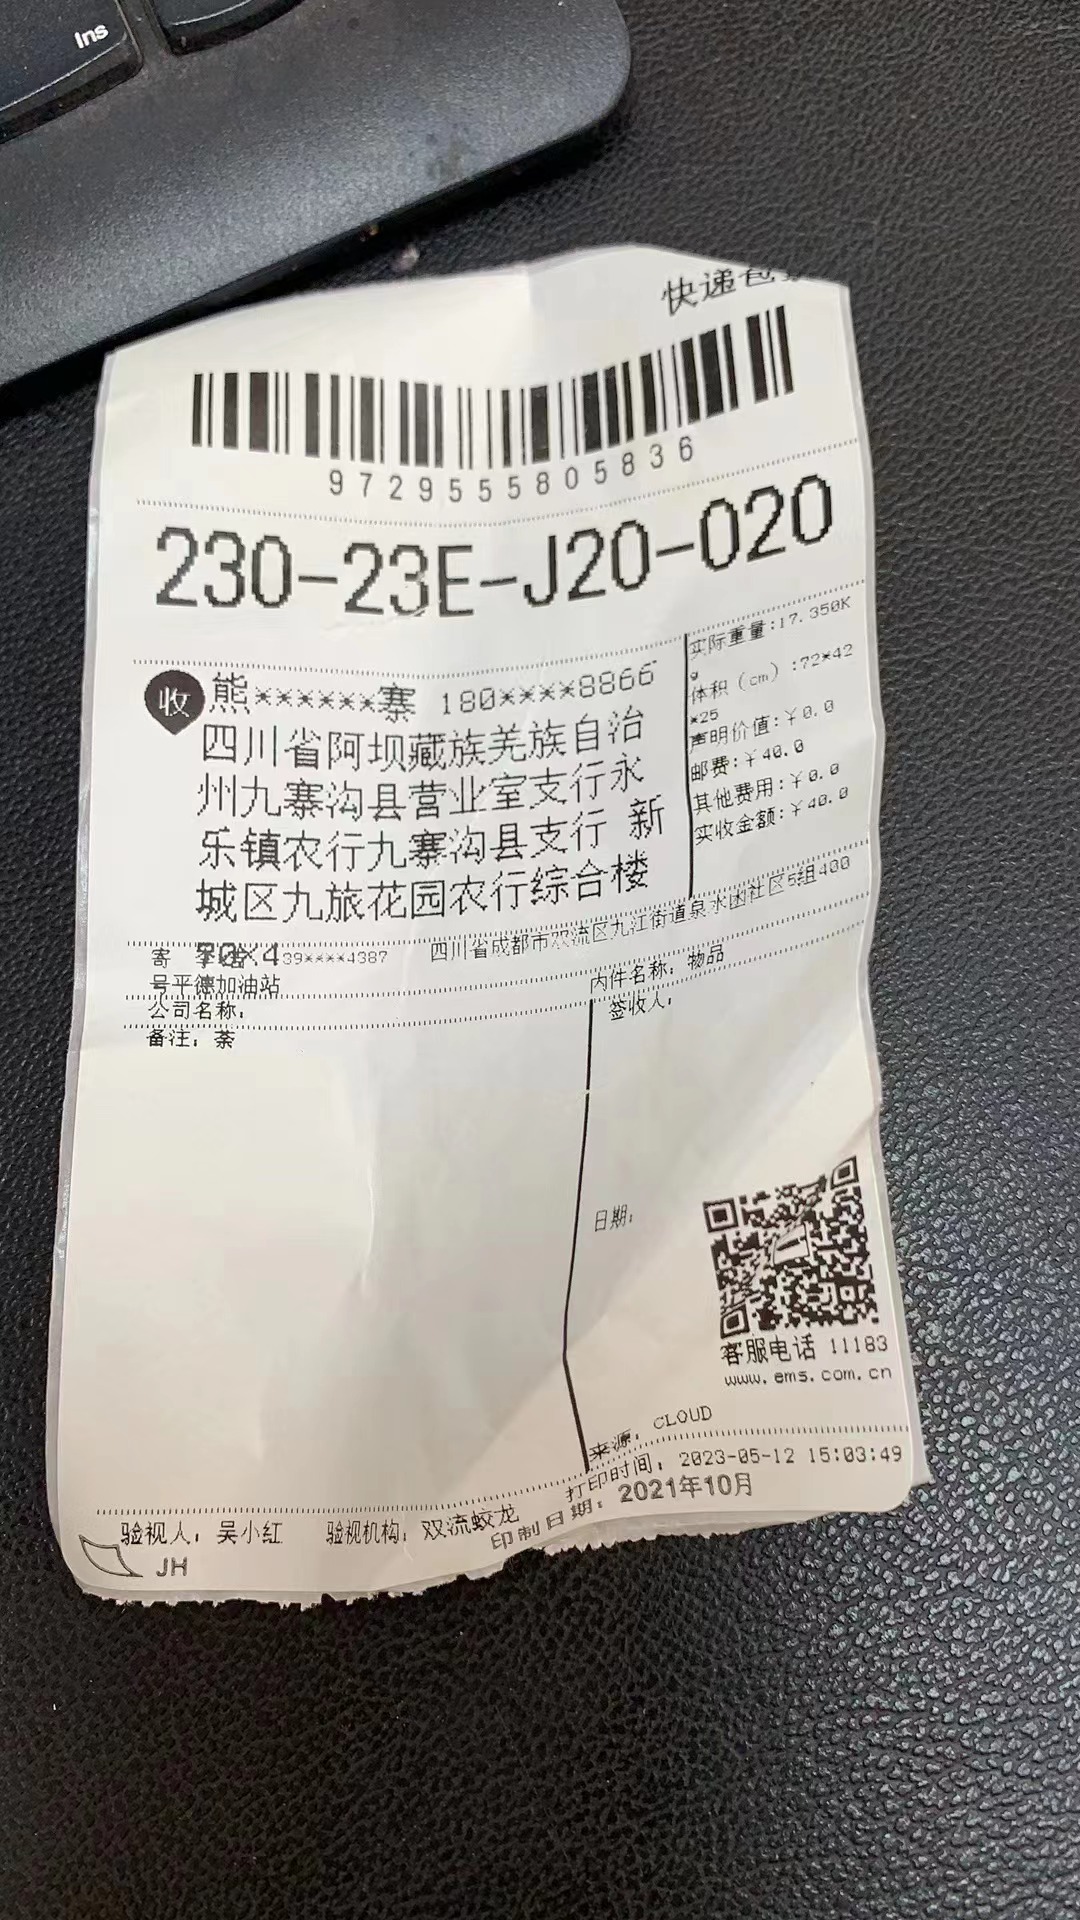 Ins
快递包
9729555805836
230-23E-J20-020
收 熊******寨 180****8866
四川省阿坝藏族羌族自治
州九寨沟县营业室支行永
乐镇农行九寨沟县支行 新
城区九旅花园农行综合楼
实际重量:17.350K
g
体积(cm):72*42
*25
声明价值:¥0.0
邮费:¥40.0
其他费用:¥0.0
实收金额:¥40.0
寄 39****4387 四川省成都市双流区九江街道泉水凼社区5组400
号平德加油站
内件名称:物品
公司名称:
签收人:
备注:茶
日期:
客服电话 11183
www.ems.com.cn
来源:CLOUD
打印时间:2023-05-12 15:03:49
验视人:吴小红 验视机构:双流蛟龙
印制日期:2021年10月
JH